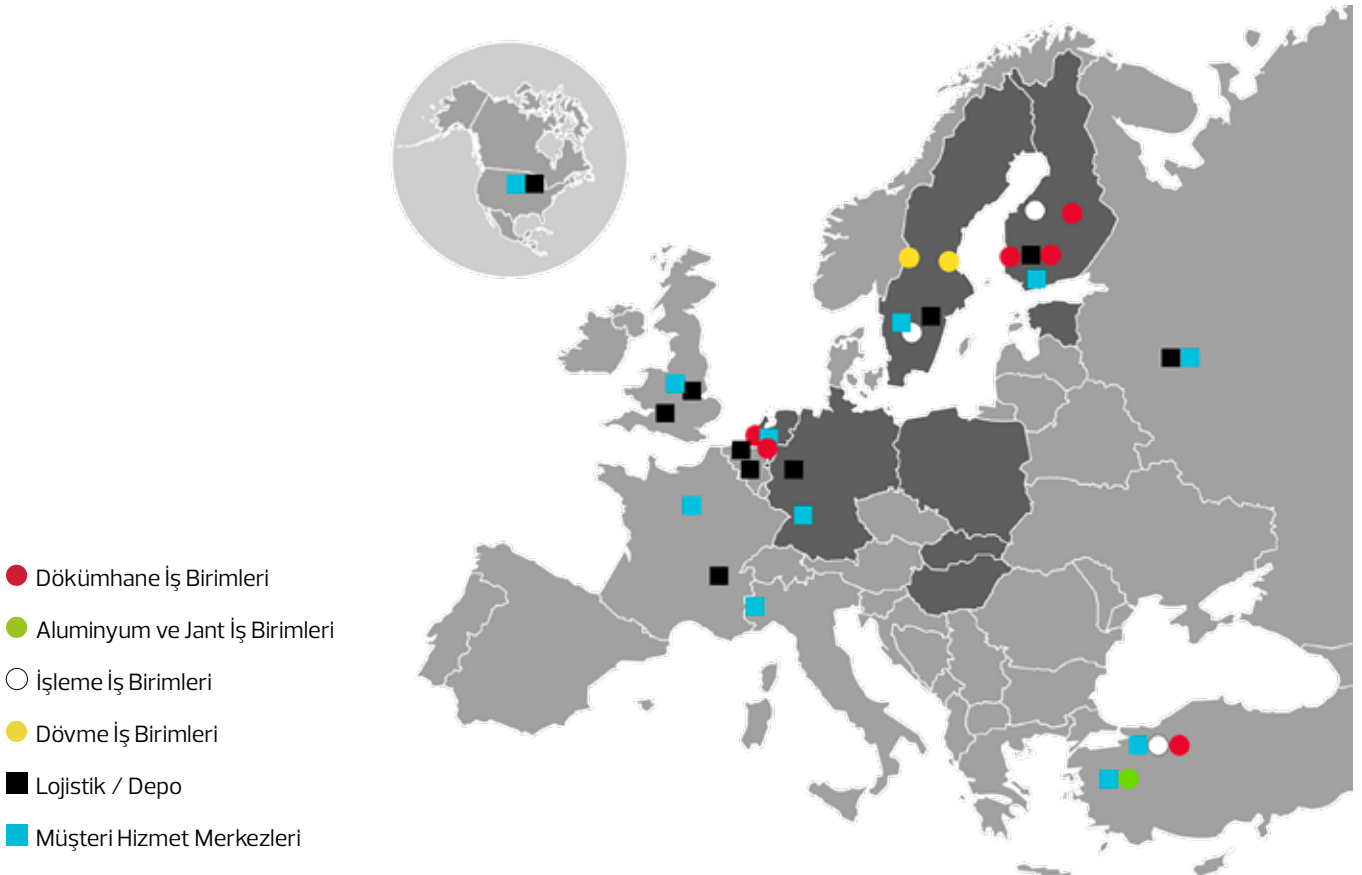 Dökümhane İş Birimleri
Aluminyum ve Jant İş Birimleri
İşleme İş Birimleri
Dövme İş Birimleri
Lojistik / Depo
Müşteri Hizmet Merkezleri